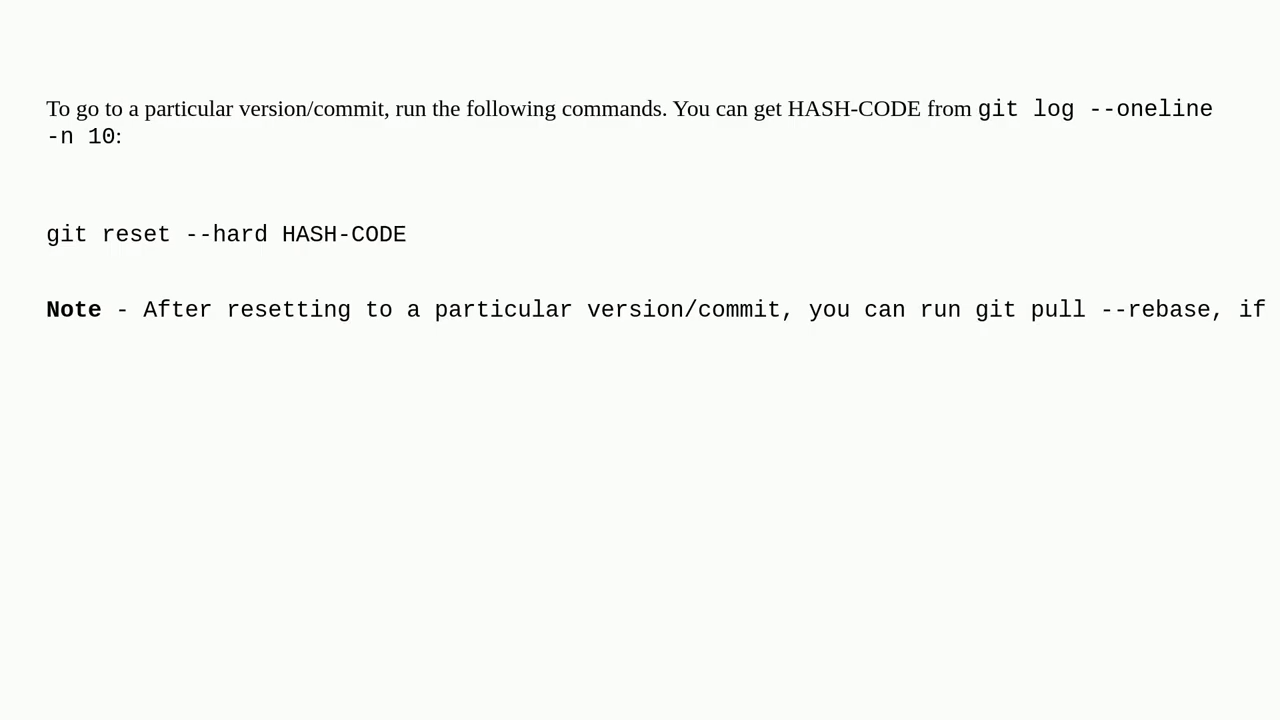 To go to a particular version/commit, run the following commands. You can get HASH-CODE from git log --oneline
-n 10:
git reset --hard HASH-CODE
Note - After resetting to a particular version/commit, you can run git pull --rebase, if